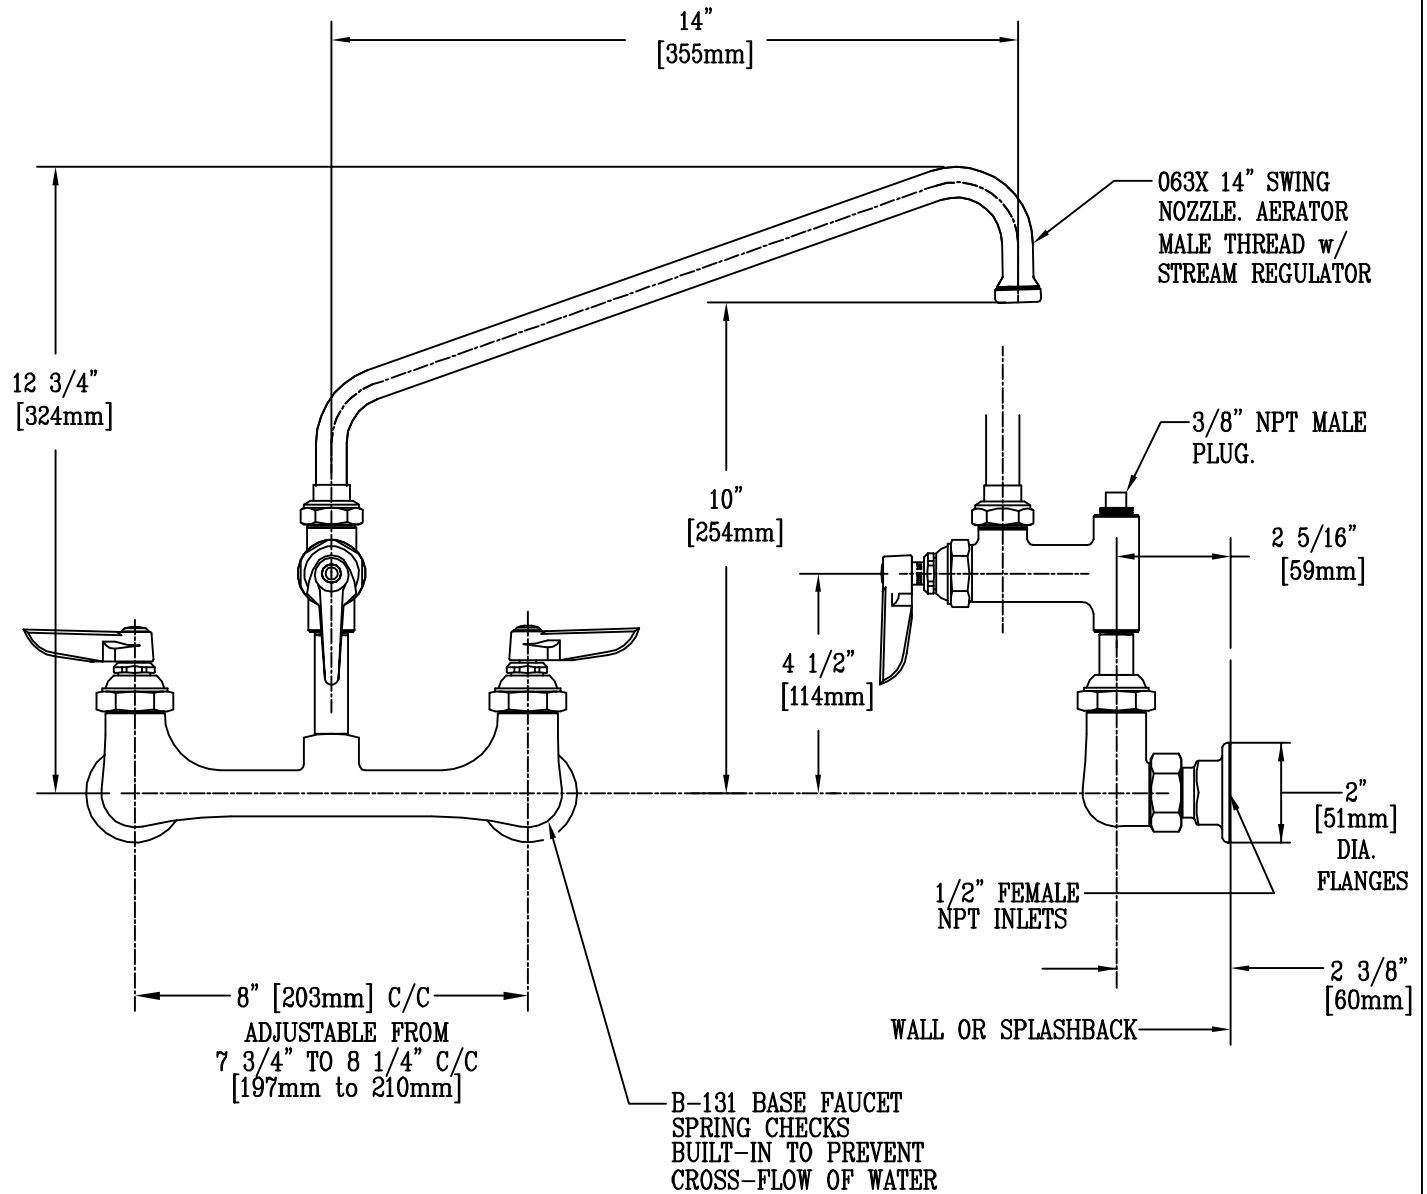 14"
[355mm]
063X 14" SWING
NOZZLE. AERATOR
MALE THREAD w/
STREAM REGULATOR
12 3/4"
[324mm]
3/8" NPT MALE
PLUG.
10"
[254mm]
2 5/16"
[59mm]
4 1/2"
[114mm]
2"
[51mm]
DIA.
FLANGES
1/2" FEMALE
NPT INLETS
2 3/8"
[60mm]
8" [203mm] C/C
ADJUSTABLE FROM
7 3/4" TO 8 1/4" C/C
[197mm to 210mm]
WALL OR SPLASHBACK
B-131 BASE FAUCET
SPRING CHECKS
BUILT-IN TO PREVENT
CROSS-FLOW OF WATER